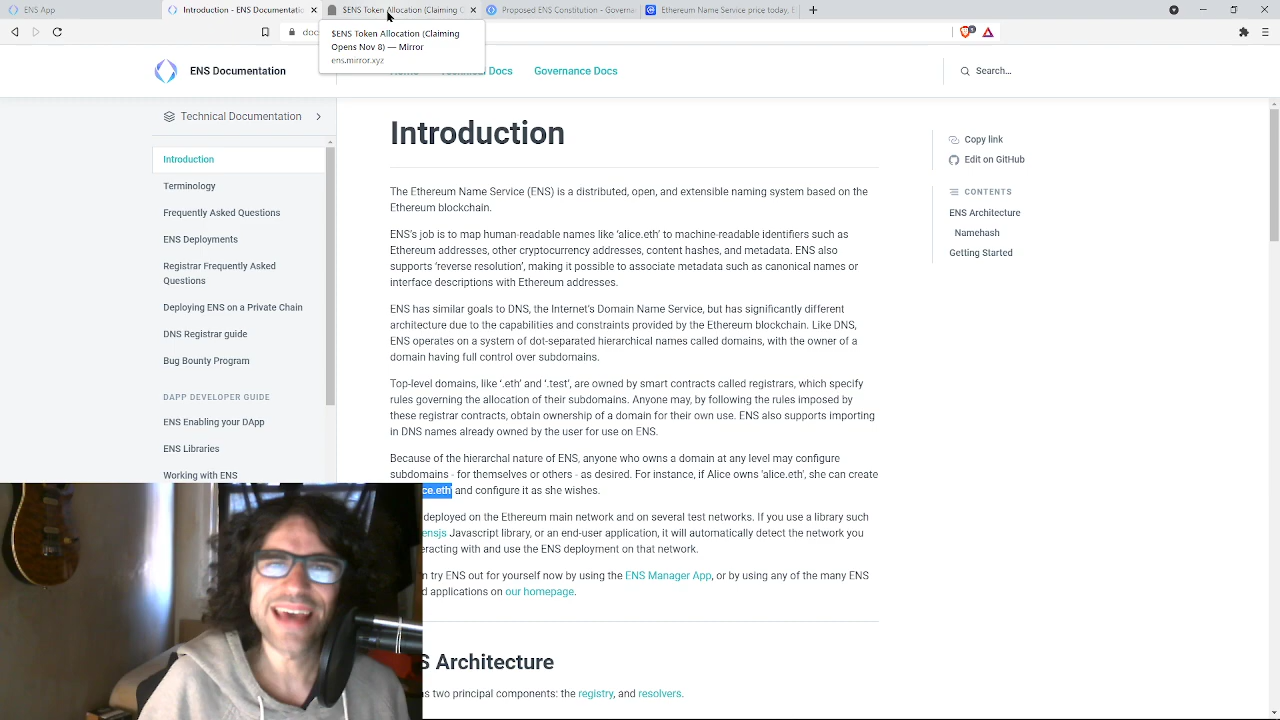 ENS App
Introduction - ENS Documentation
$ENS Token Allocation (Claiming O
Proposed ENS Constitution - Governa
Ethereum Name Service price today, E
$ENS Token Allocation (Claiming
Opens Nov 8) — Mirror
ens.mirror.xyz
ENS Documentation
Technical Docs
Governance Docs
Search...
Technical Documentation
Introduction
Terminology
Frequently Asked Questions
ENS Deployments
Registrar Frequently Asked
Questions
Deploying ENS on a Private Chain
DNS Registrar guide
Bug Bounty Program
DAPP DEVELOPER GUIDE
ENS Enabling your DApp
ENS Libraries
Working with ENS
Introduction
The Ethereum Name Service (ENS) is a distributed, open, and extensible naming system based on the
Ethereum blockchain.
ENS’s job is to map human-readable names like ‘alice.eth’ to machine-readable identifiers such as
Ethereum addresses, other cryptocurrency addresses, content hashes, and metadata. ENS also
supports ‘reverse resolution’, making it possible to associate metadata such as canonical names or
interface descriptions with Ethereum addresses.
ENS has similar goals to DNS, the Internet’s Domain Name Service, but has significantly different
architecture due to the capabilities and constraints provided by the Ethereum blockchain. Like DNS,
ENS operates on a system of dot-separated hierarchical names called domains, with the owner of a
domain having full control over subdomains.
Top-level domains, like ‘.eth’ and ‘.test’, are owned by smart contracts called registrars, which specify
rules governing the allocation of their subdomains. Anyone may, by following the rules imposed by
these registrar contracts, obtain ownership of a domain for their own use. ENS also supports importing
in DNS names already owned by the user for use on ENS.
Because of the hierarchal nature of ENS, anyone who owns a domain at any level may configure
subdomains - for themselves or others - as desired. For instance, if Alice owns 'alice.eth', she can create
ice.eth' and configure it as she wishes.
deployed on the Ethereum main network and on several test networks. If you use a library such
ensjs Javascript library, or an end-user application, it will automatically detect the network you
eracting with and use the ENS deployment on that network.
n try ENS out for yourself now by using the ENS Manager App, or by using any of the many ENS
d applications on our homepage.
S Architecture
as two principal components: the registry, and resolvers.
Copy link
Edit on GitHub
CONTENTS
ENS Architecture
Namehash
Getting Started